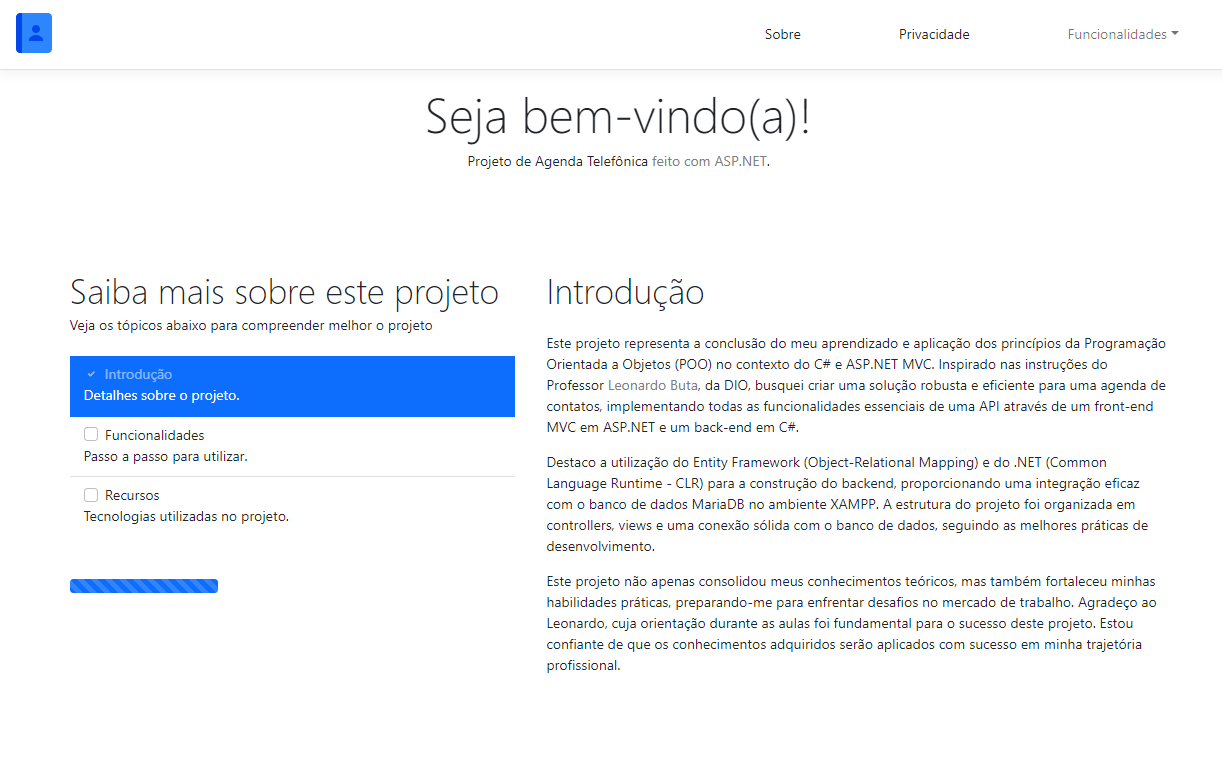 Sobre
Privacidade
Funcionalidades
Seja bem-vindo(a)!
Projeto de Agenda Telefônica feito com ASP.NET.
Saiba mais sobre este projeto
Veja os tópicos abaixo para compreender melhor o projeto
Introdução
Detalhes sobre o projeto.
Funcionalidades
Passo a passo para utilizar.
Recursos
Tecnologias utilizadas no projeto.
Introdução
Este projeto representa a conclusão do meu aprendizado e aplicação dos princípios da Programação
Orientada a Objetos (POO) no contexto do C# e ASP.NET MVC. Inspirado nas instruções do
Professor Leonardo Buta, da DIO, busquei criar uma solução robusta e eficiente para uma agenda de
contatos, implementando todas as funcionalidades essenciais de uma API através de um front-end
MVC em ASP.NET e um back-end em C#.
Destaco a utilização do Entity Framework (Object-Relational Mapping) e do .NET (Common
Language Runtime - CLR) para a construção do backend, proporcionando uma integração eficaz
com o banco de dados MariaDB no ambiente XAMPP. A estrutura do projeto foi organizada em
controllers, views e uma conexão sólida com o banco de dados, seguindo as melhores práticas de
desenvolvimento.
Este projeto não apenas consolidou meus conhecimentos teóricos, mas também fortaleceu minhas
habilidades práticas, preparando-me para enfrentar desafios no mercado de trabalho. Agradeço ao
Leonardo, cuja orientação durante as aulas foi fundamental para o sucesso deste projeto. Estou
confiante de que os conhecimentos adquiridos serão aplicados com sucesso em minha trajetória
profissional.